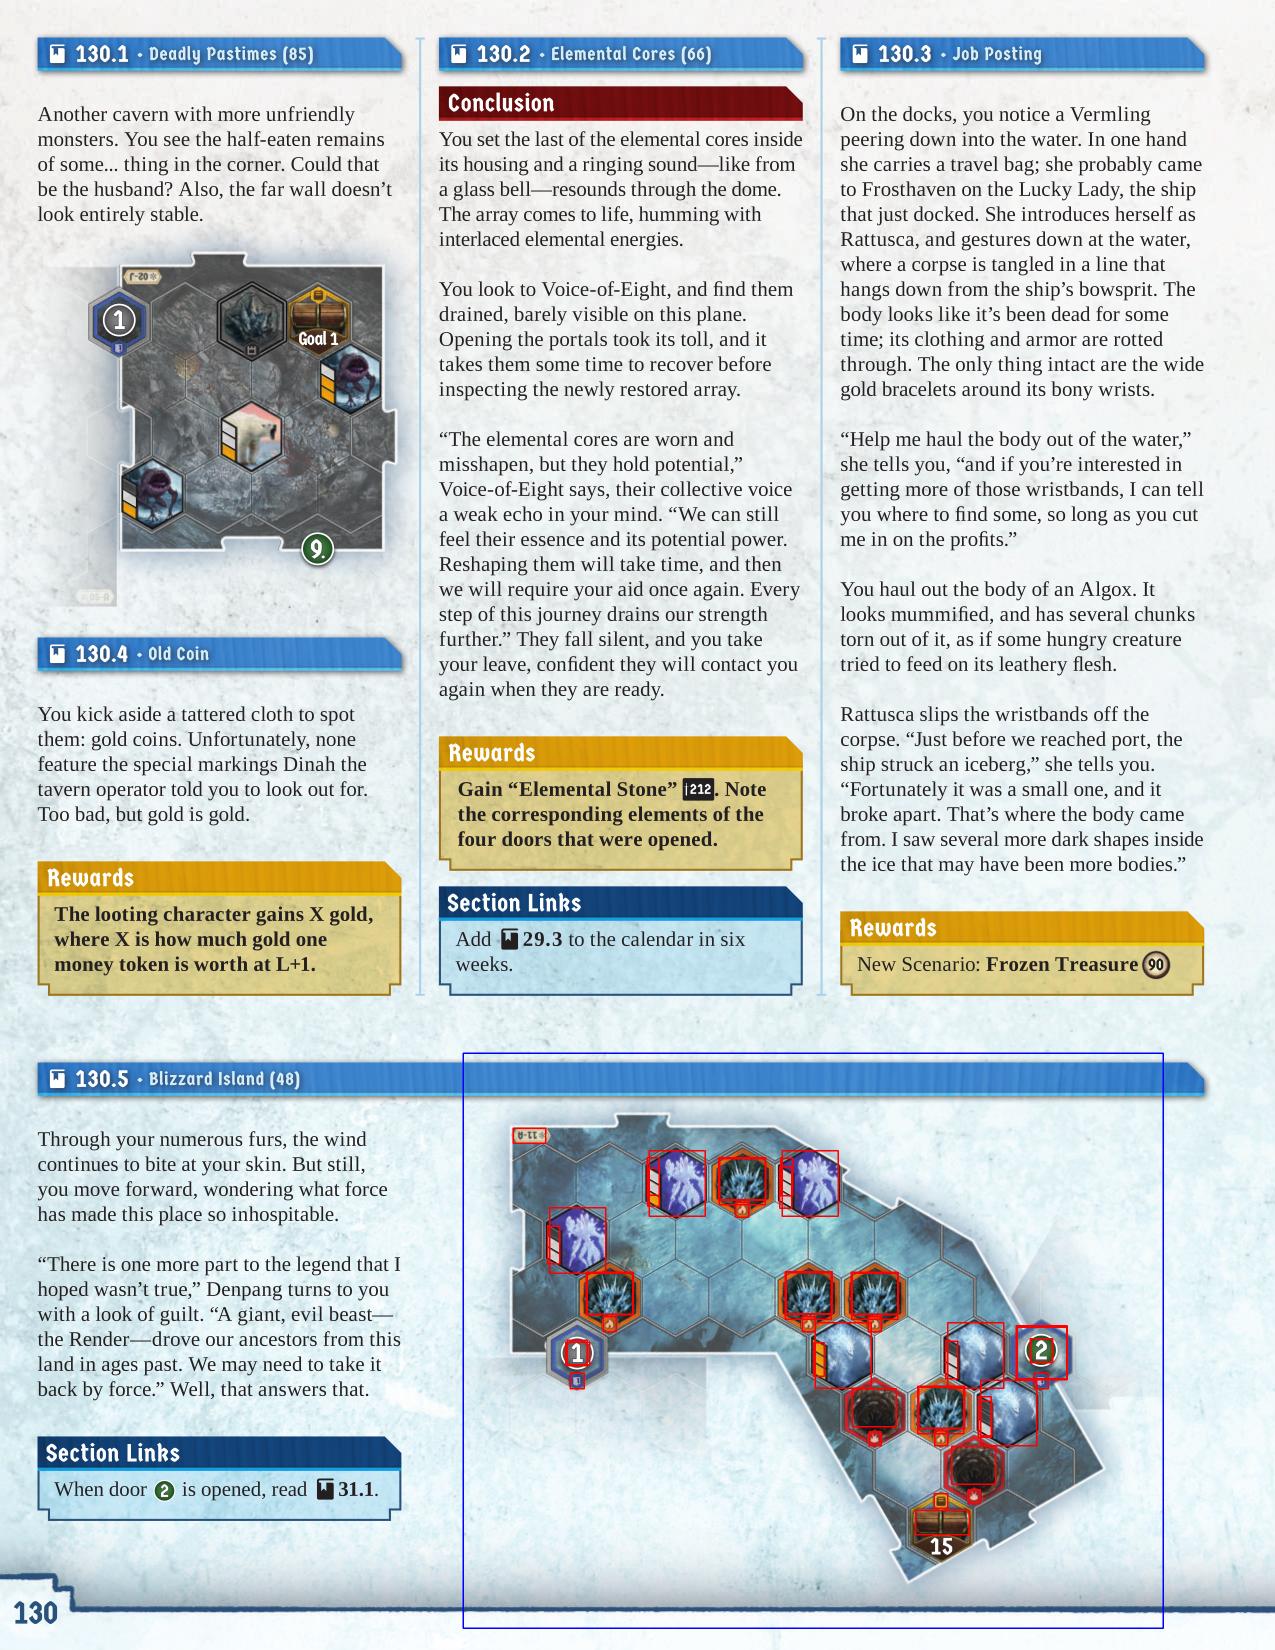 130.1 • Deadly Pastimes (85)
Another cavern with more unfriendly
monsters. You see the half-eaten remains
of some... thing in the corner. Could that
be the husband? Also, the far wall doesn’t
look entirely stable.
J-20
1
Goal 1
9.
130.4 • Old Coin
You kick aside a tattered cloth to spot
them: gold coins. Unfortunately, none
feature the special markings Dinah the
tavern operator told you to look out for.
Too bad, but gold is gold.
Rewards
The looting character gains X gold,
where X is how much gold one
money token is worth at L+1.
130.2 • Elemental Cores (66)
Conclusion
You set the last of the elemental cores inside
its housing and a ringing sound—like from
a glass bell—resounds through the dome.
The array comes to life, humming with
interlaced elemental energies.
You look to Voice-of-Eight, and find them
drained, barely visible on this plane.
Opening the portals took its toll, and it
takes them some time to recover before
inspecting the newly restored array.
“The elemental cores are worn and
misshapen, but they hold potential,”
Voice-of-Eight says, their collective voice
a weak echo in your mind. “We can still
feel their essence and its potential power.
Reshaping them will take time, and then
we will require your aid once again. Every
step of this journey drains our strength
further.” They fall silent, and you take
your leave, confident they will contact you
again when they are ready.
Rewards
Gain “Elemental Stone” 212. Note
the corresponding elements of the
four doors that were opened.
Section Links
Add 29.3 to the calendar in six
weeks.
130.3 • Job Posting
On the docks, you notice a Vermling
peering down into the water. In one hand
she carries a travel bag; she probably came
to Frosthaven on the Lucky Lady, the ship
that just docked. She introduces herself as
Rattusca, and gestures down at the water,
where a corpse is tangled in a line that
hangs down from the ship’s bowsprit. The
body looks like it’s been dead for some
time; its clothing and armor are rotted
through. The only thing intact are the wide
gold bracelets around its bony wrists.
“Help me haul the body out of the water,”
she tells you, “and if you’re interested in
getting more of those wristbands, I can tell
you where to find some, so long as you cut
me in on the profits.”
You haul out the body of an Algox. It
looks mummified, and has several chunks
torn out of it, as if some hungry creature
tried to feed on its leathery flesh.
Rattusca slips the wristbands off the
corpse. “Just before we reached port, the
ship struck an iceberg,” she tells you.
“Fortunately it was a small one, and it
broke apart. That’s where the body came
from. I saw several more dark shapes inside
the ice that may have been more bodies.”
Rewards
New Scenario: Frozen Treasure 90
130.5 • Blizzard Island (48)
Through your numerous furs, the wind
continues to bite at your skin. But still,
you move forward, wondering what force
has made this place so inhospitable.
“There is one more part to the legend that I
hoped wasn’t true,” Denpang turns to you
with a look of guilt. “A giant, evil beast—
the Render—drove our ancestors from this
land in ages past. We may need to take it
back by force.” Well, that answers that.
Section Links
When door 2 is opened, read 31.1.
11-A
1
2
15
130